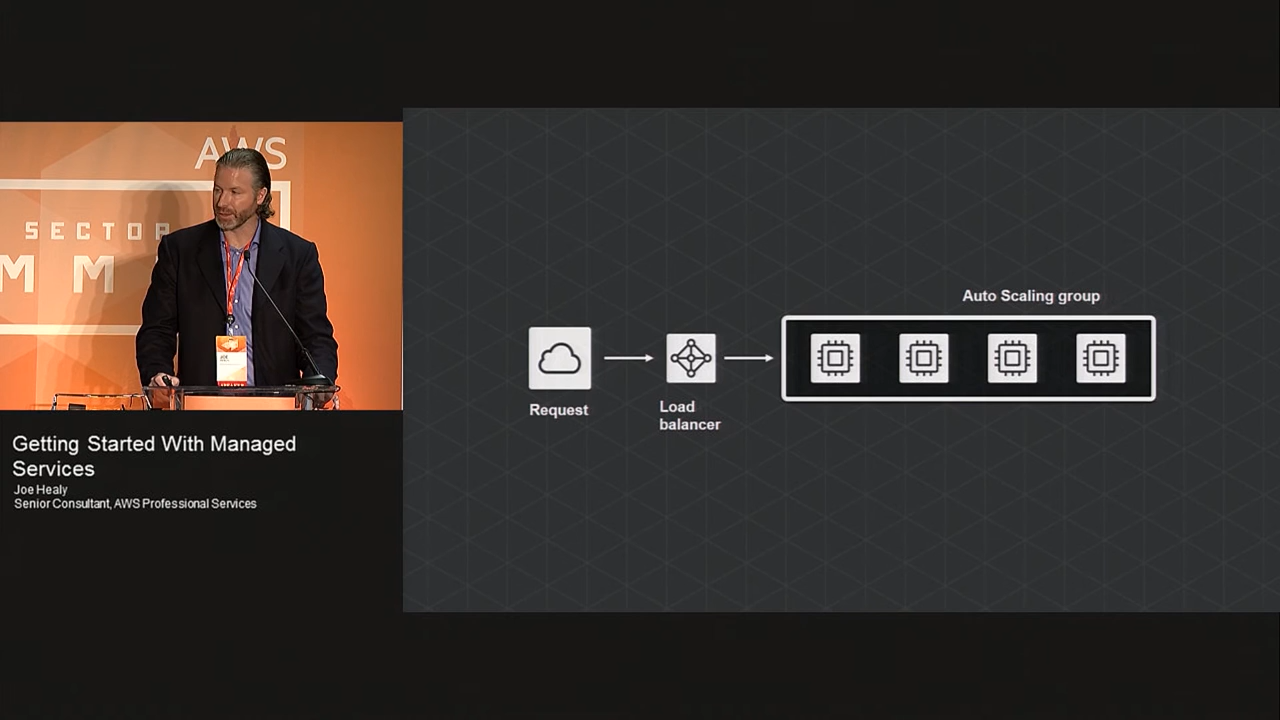 AWS
SECTOR
MM
Getting Started With Managed
Services
Joe Healy
Senior Consultant, AWS Professional Services
Auto Scaling group
Request
Load
balancer